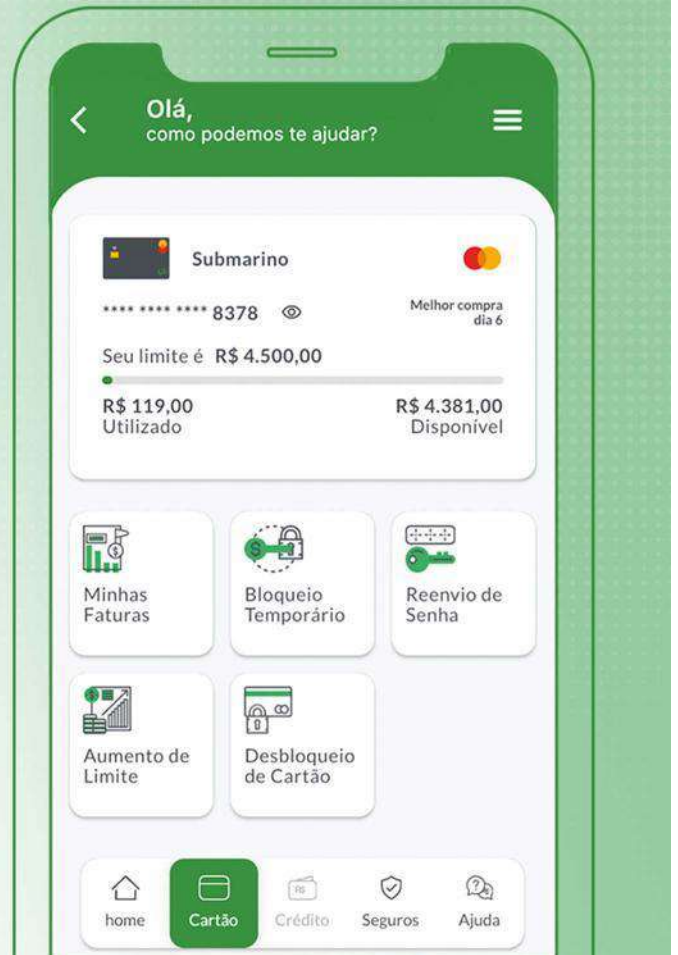 Olá,
como podemos te ajudar?
Submarino
**** **** **** 8378
Melhor compra
dia 6
Seu limite é R$ 4.500,00
R$ 119,00
Utilizado
R$ 4.381,00
Disponível
Minhas
Faturas
Bloqueio
Temporário
Reenvio de
Senha
Aumento de
Limite
Desbloqueio
de Cartão
home
Cartão
R$
Crédito
Seguros
Ajuda